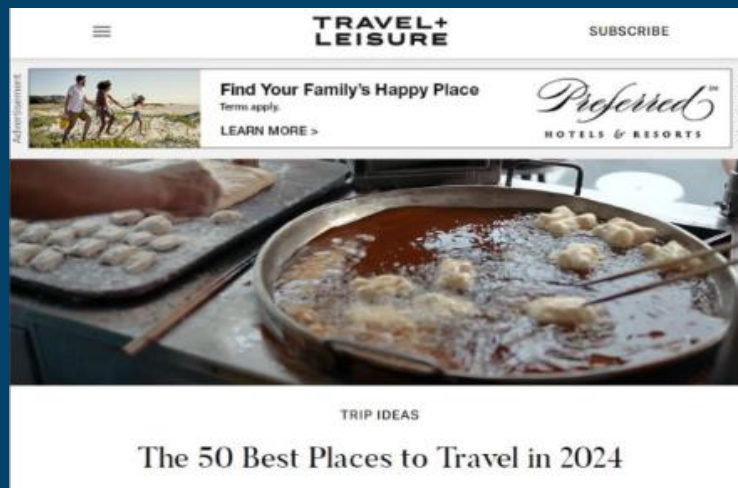 TRAVEL+
LEISURE
SUBSCRIBE
Advertisement
Find Your Family's Happy Place
Terms apply.
LEARN MORE >
Preferred
HOTELS & RESORTS
TRIP IDEAS
The 50 Best Places to Travel in 2024